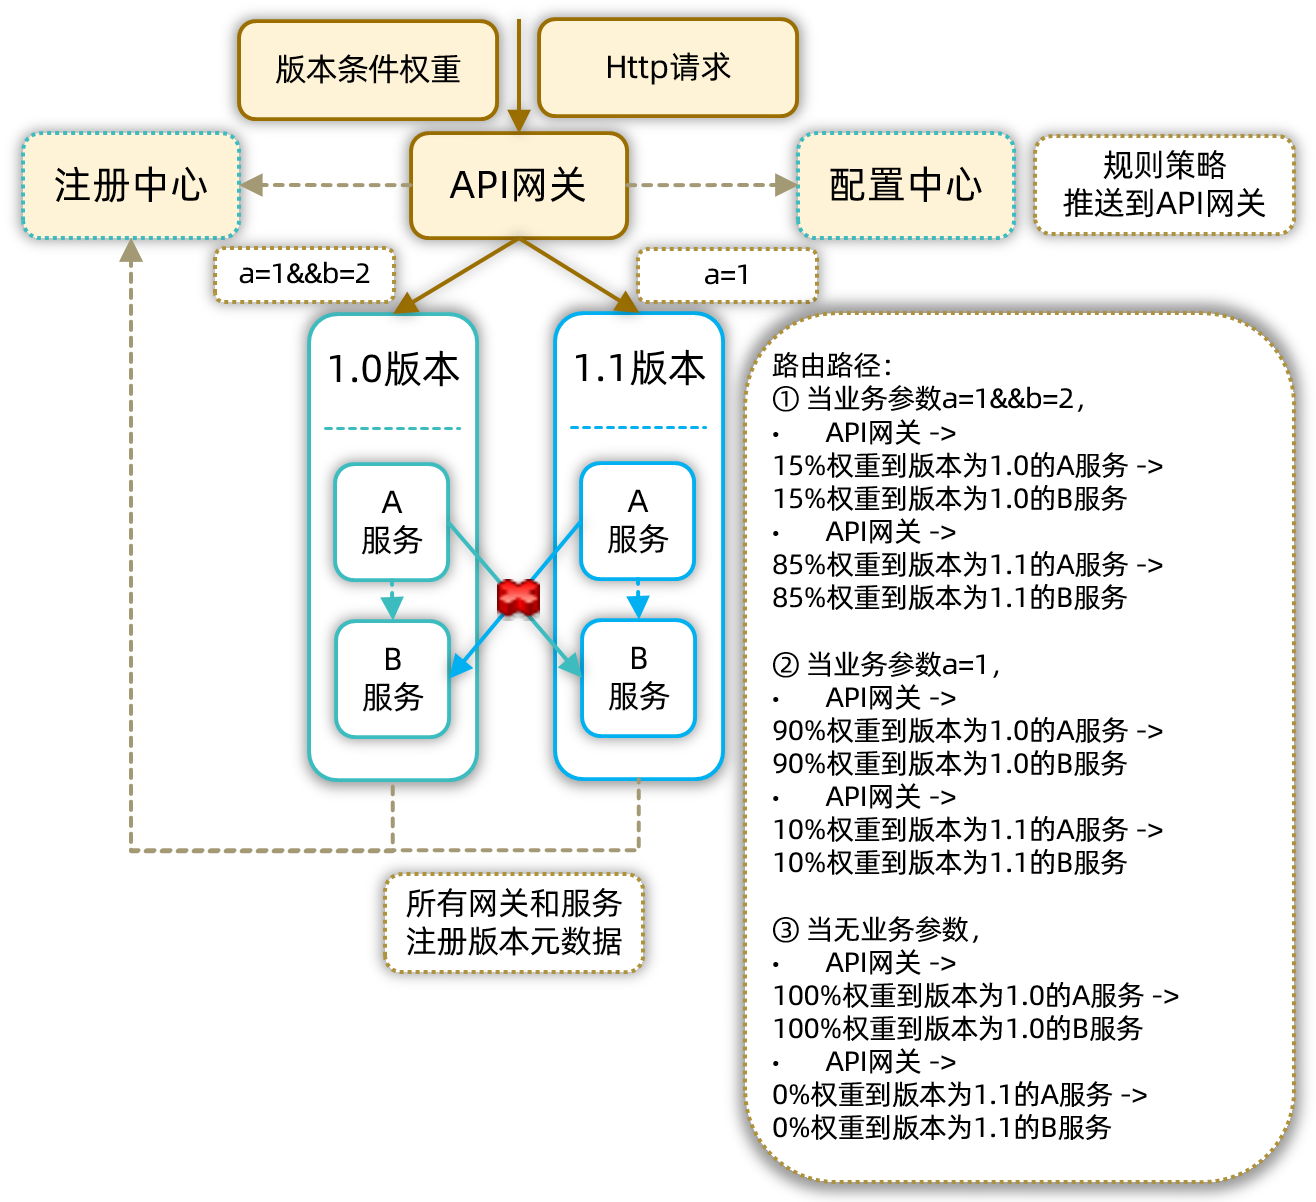 版本条件权重
Http请求
注册中心
API网关
配置中心
规则策略
推送到API网关
a=1&&b=2
a=1
1.0版本
1.1版本
A
服务
A
服务
B
服务
B
服务
所有网关和服务
注册版本元数据
路由路径：
① 当业务参数a=1&&b=2，
• API网关 ->
15%权重到版本为1.0的A服务 ->
15%权重到版本为1.0的B服务
• API网关 ->
85%权重到版本为1.1的A服务 ->
85%权重到版本为1.1的B服务
② 当业务参数a=1，
• API网关 ->
90%权重到版本为1.0的A服务 ->
90%权重到版本为1.0的B服务
• API网关 ->
10%权重到版本为1.1的A服务 ->
10%权重到版本为1.1的B服务
③ 当无业务参数，
• API网关 ->
100%权重到版本为1.0的A服务 ->
100%权重到版本为1.0的B服务
• API网关 ->
0%权重到版本为1.1的A服务 ->
0%权重到版本为1.1的B服务